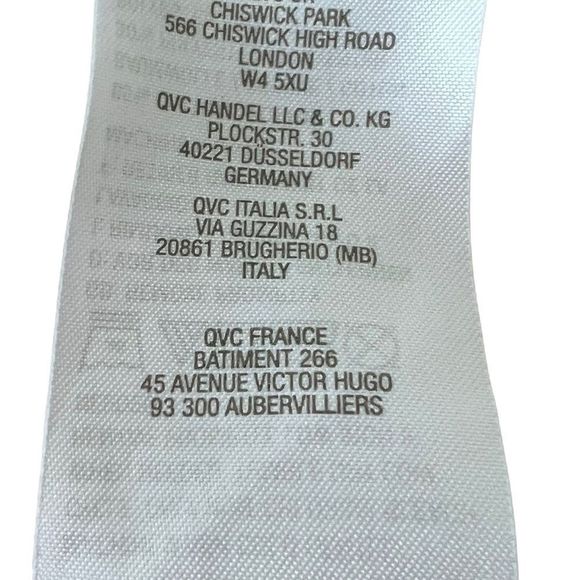 CHISWICK PARK
566 CHISWICK HIGH ROAD
LONDON
W4 5XU
QVC HANDEL LLC & CO. KG
PLOCKSTR. 30
40221 DÜSSELDORF
GERMANY
QVC ITALIA S.R.L
VIA GUZZINA 18
20861 BRUGHERIO (MB)
ITALY
QVC FRANCE
BATIMENT 266
45 AVENUE VICTOR HUGO
93 300 AUBERVILLIERS